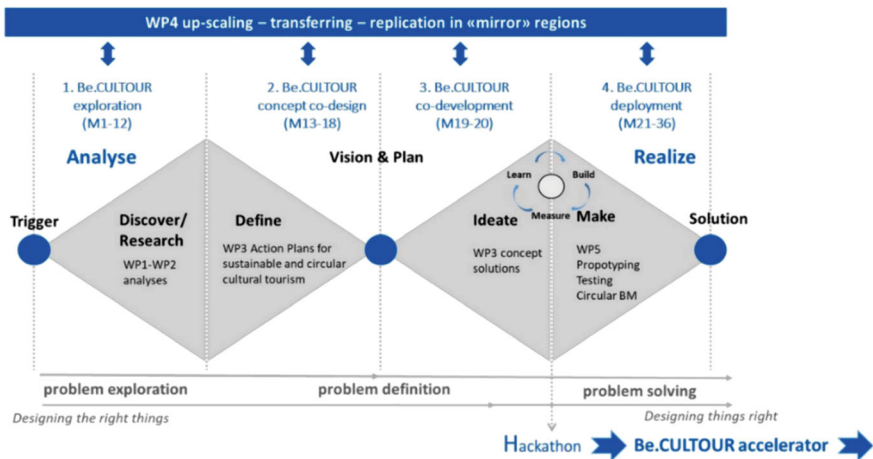 WP4 up-scaling – transferring – replication in «mirror» regions
1. Be.CULTOUR
exploration
(M1-12)
2. Be.CULTOUR
concept co-design
(M13-18)
3. Be.CULTOUR
co-development
(M19-20)
4. Be.CULTOUR
deployment
(M21-36)
Analyse
Vision & Plan
Realize
Learn
Build
Measure
Trigger
Discover/
Research
WP1-WP2
analyses
Define
WP3 Action Plans for
sustainable and circular
cultural tourism
Ideate
WP3 concept
solutions
Make
WP5
Propotyping
Testing
Circular BM
Solution
problem exploration
problem definition
problem solving
Designing the right things
Designing things right
Hackathon
Be.CULTOUR accelerator